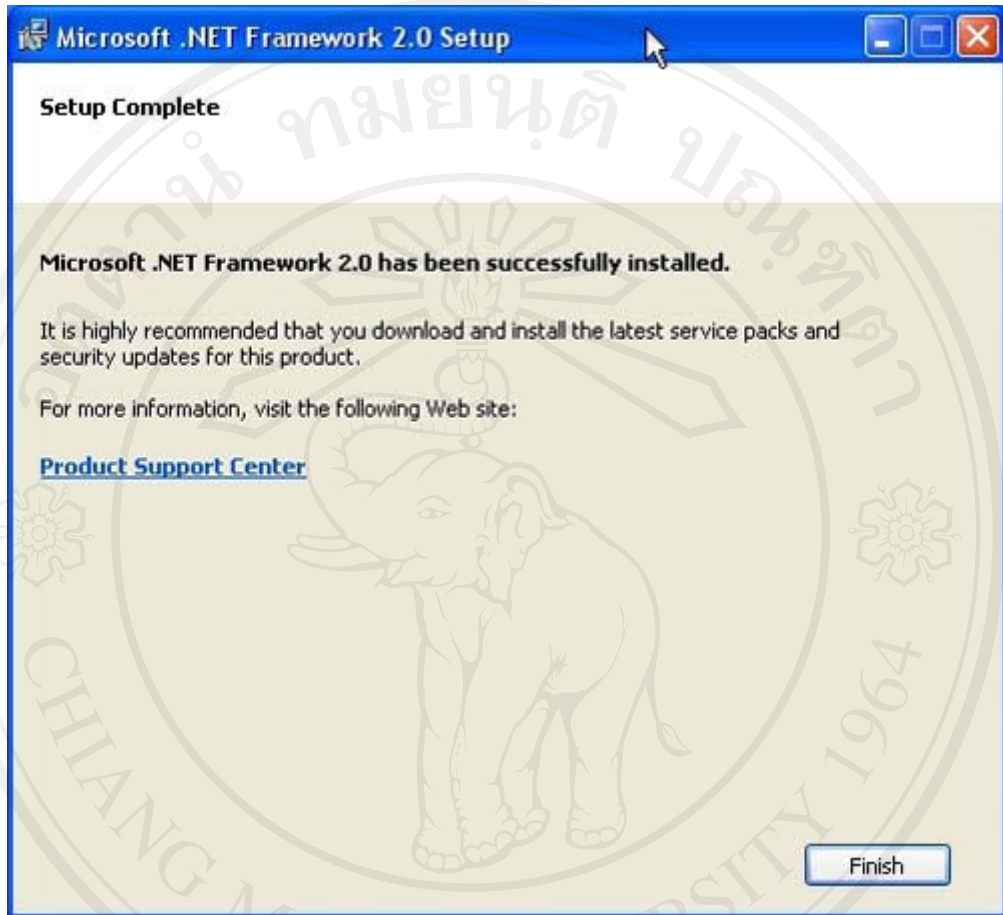 Microsoft .NET Framework 2.0 Setup
Setup Complete
Microsoft .NET Framework 2.0 has been successfully installed.
It is highly recommended that you download and install the latest service packs and
security updates for this product.
For more information, visit the following Web site:
Product Support Center
Finish
CHIANG
1964